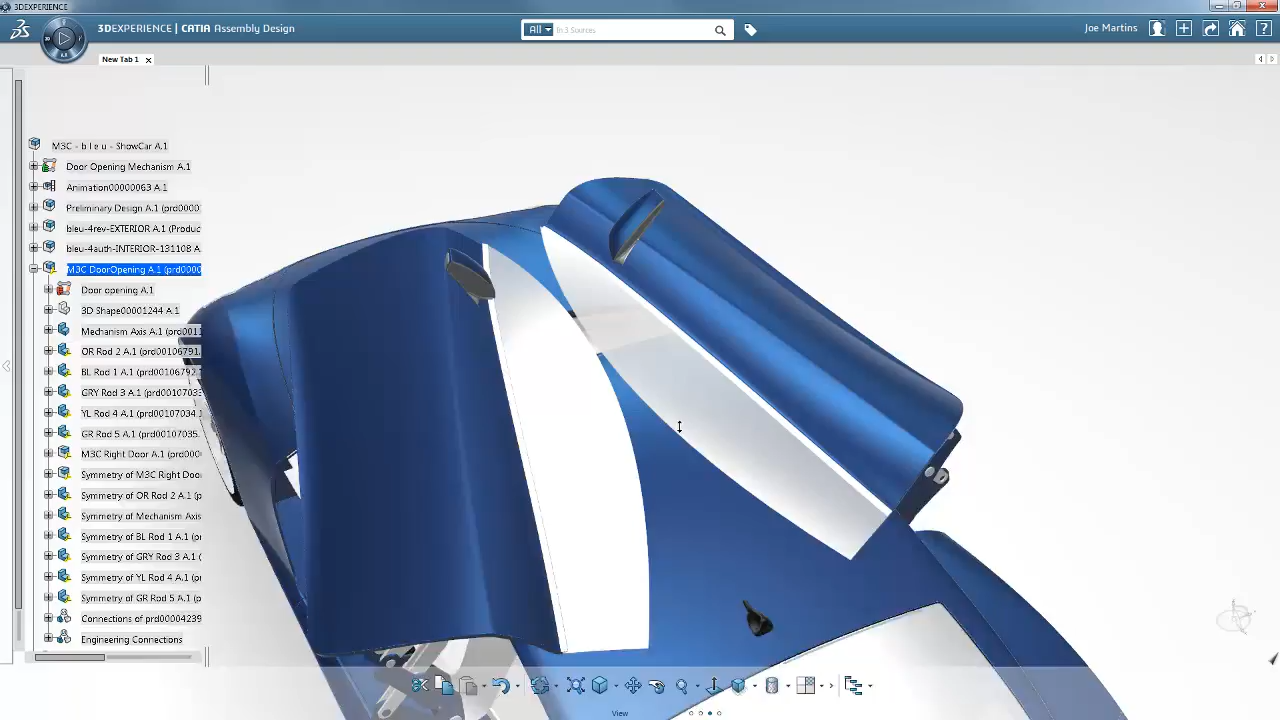 3DEXPERIENCE
3DEXPERIENCE | CATIA Assembly Design
All
In 3 Sources
Joe Martins
New Tab 1
M3C - b l e u - ShowCar A.1
Door Opening Mechanism A.1
Animation00000063 A.1
Preliminary Design A.1 (prd0000
bleu-4rev-EXTERIOR A.1 (Produc
bleu-4auth-INTERIOR-131108 A
M3C DoorOpening A.1 (prd0000
Door opening A.1
3D Shape00001244 A.1
Mechanism Axis A.1 (prd001
OR Rod 2 A.1 (prd00106791.
BL Rod 1 A.1 (prd00106792.
GRY Rod 3 A.1 (prd0010703
YL Rod 4 A.1 (prd00107034.
GR Rod 5 A.1 (prd00107035.
M3C Right Door A.1 (prd0010
Symmetry of M3C Right Door
Symmetry of OR Rod 2 A.1 (p
Symmetry of Mechanism Axis
Symmetry of BL Rod 1 A.1 (p
Symmetry of GRY Rod 3 A.1 (
Symmetry of YL Rod 4 A.1 (p
Symmetry of GR Rod 5 A.1 (p
Connections of prd00004239
Engineering Connections
View